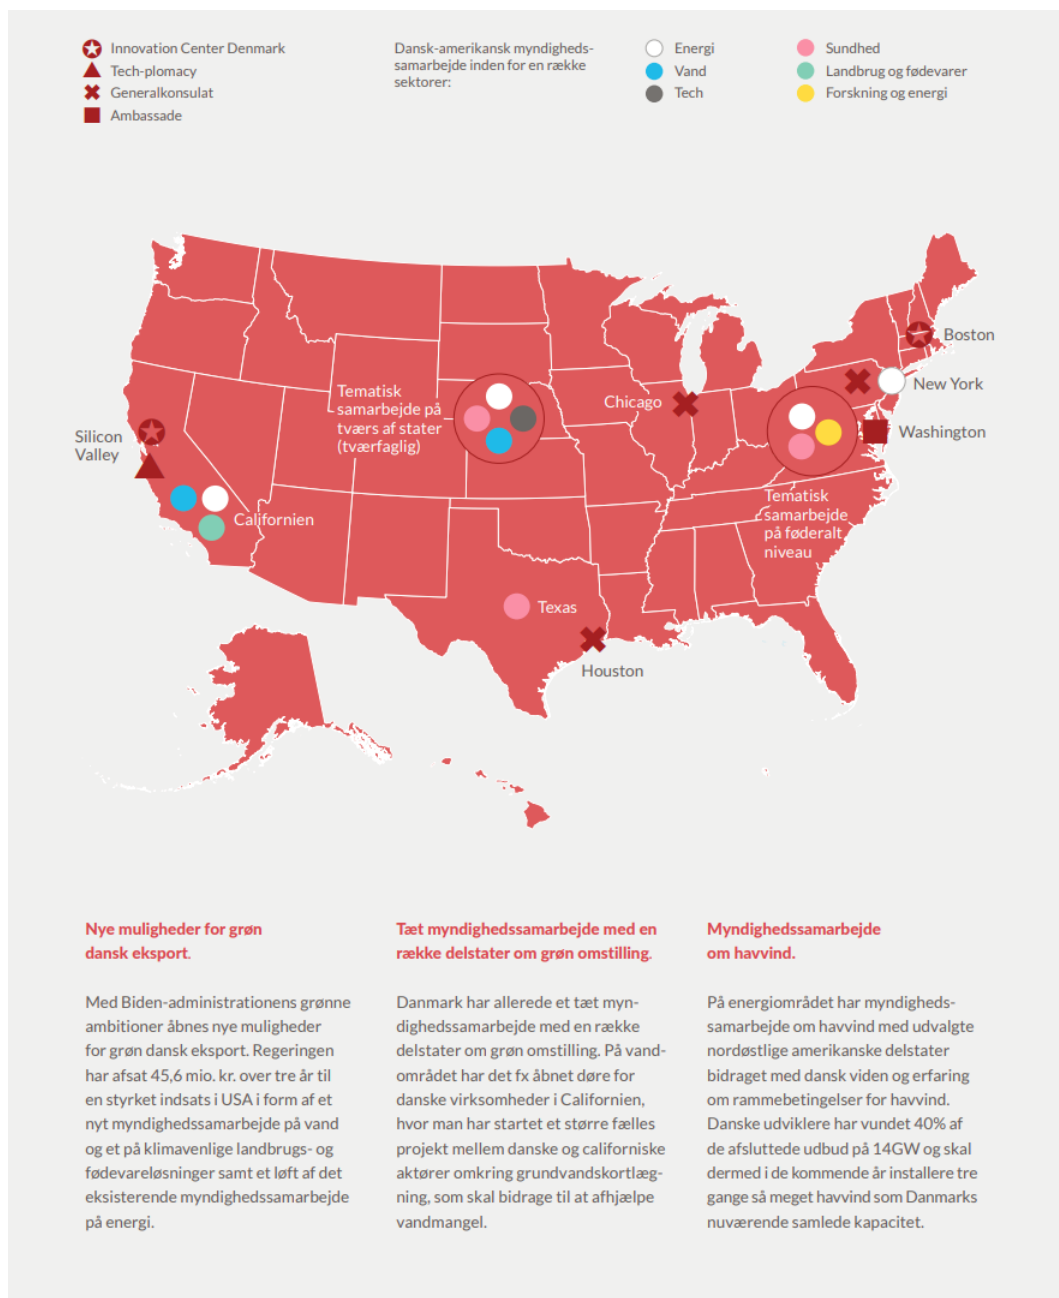 Innovation Center Denmark
Tech-plomacy
Generalkonsulat
Ambassade
Dansk-amerikansk myndigheds-
samarbejde inden for en række
sektorer:
Energi
Vand
Tech
Sundhed
Landbrug og fødevarer
Forskning og energi
Boston
New York
Washington
Chicago
Tematisk
samarbejde på
tværs af stater
(tværfaglig)
Silicon
Valley
Californien
Tematisk
samarbejde
på føderalt
niveau
Texas
Houston
Nye muligheder for grøn
dansk eksport.
Med Biden-administrationens grønne
ambitioner åbnes nye muligheder
for grøn dansk eksport. Regeringen
har afsat 45,6 mio. kr. over tre år til
en styrket indsats i USA i form af et
nyt myndighedssamarbejde på vand
og et på klimavenlige landbrugs- og
fødevareløsninger samt et løft af det
eksisterende myndighedssamarbejde
på energi.
Tæt myndighedssamarbejde med en
række delstater om grøn omstilling.
Danmark har allerede et tæt myn-
dighedssamarbejde med en række
delstater om grøn omstilling. På vand-
området har det fx åbnet døre for
danske virksomheder i Californien,
hvor man har startet et større fælles
projekt mellem danske og californiske
aktører omkring grundvandskortlæg-
ning, som skal bidrage til at afhjælpe
vandmangel.
Myndighedssamarbejde
om havvind.
På energiområdet har myndigheds-
samarbejde om havvind med udvalgte
nordøstlige amerikanske delstater
bidraget med dansk viden og erfaring
om rammebetingelser for havvind.
Danske udviklere har vundet 40% af
de afsluttede udbud på 14GW og skal
dermed i de kommende år installere tre
gange så meget havvind som Danmarks
nuværende samlede kapacitet.